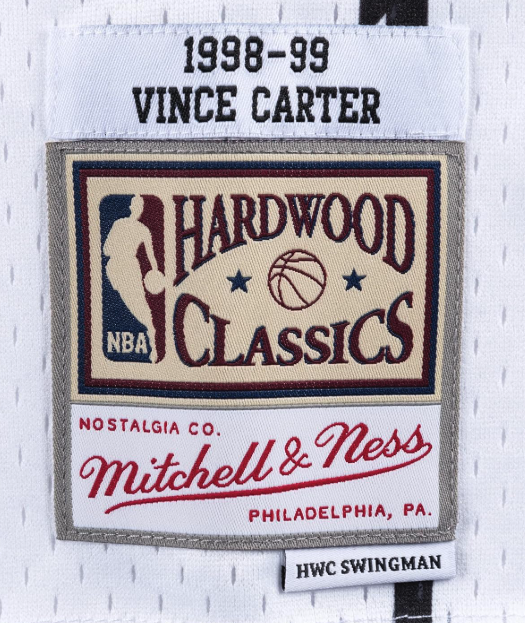 1998-99
VINCE CARTER
HARDWOOD
NBA
CLASSICS
NOSTALGIA CO.
Mitchell & Ness
PHILADELPHIA, PA.
HWC SWINGMAN